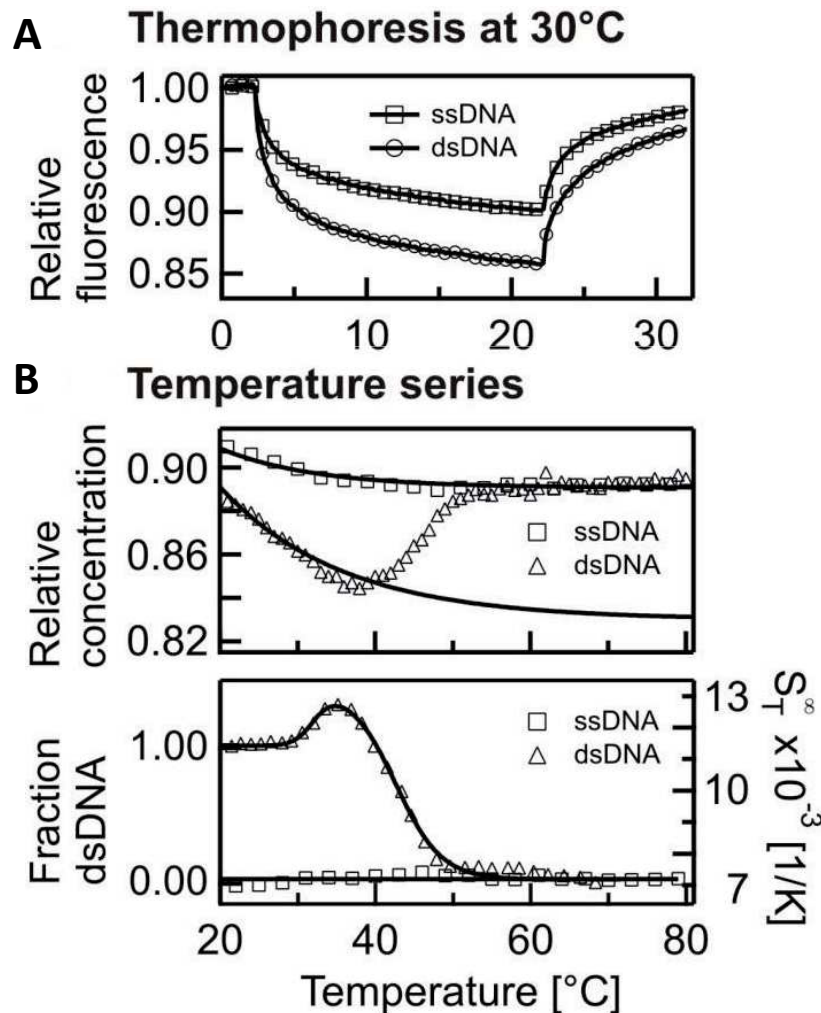 A
Thermophoresis at 30°C
Relative
fluorescence
1.00
0.95
0.90
0.85
ssDNA
dsDNA
0 10 20 30
B
Temperature series
Relative
concentration
0.90
0.86
0.82
ssDNA
dsDNA
Fraction
dsDNA
1.00
0.00
ssDNA
dsDNA
13
10
7
S_T^∞ x10^-3 [1/K]
20 40 60 80
Temperature [°C]